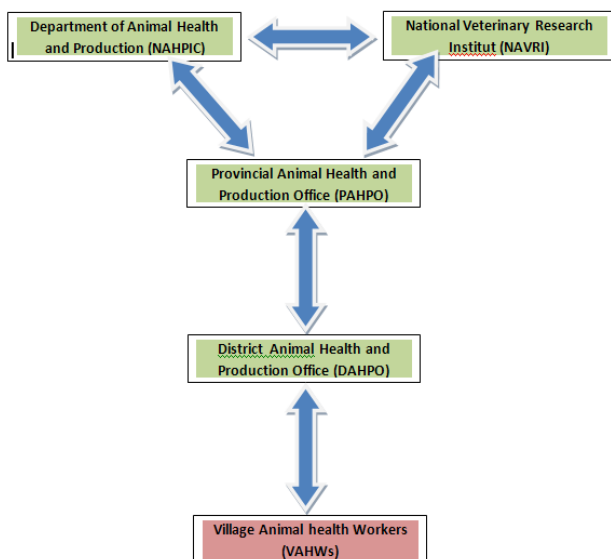 Department of Animal Health
and Production (NAHPIC)
National Veterinary Research
Institut (NAVRI)
Provincial Animal Health and
Production Office (PAHPO)
District Animal Health and
Production Office (DAHPO)
Village Animal health Workers
(VAHWs)